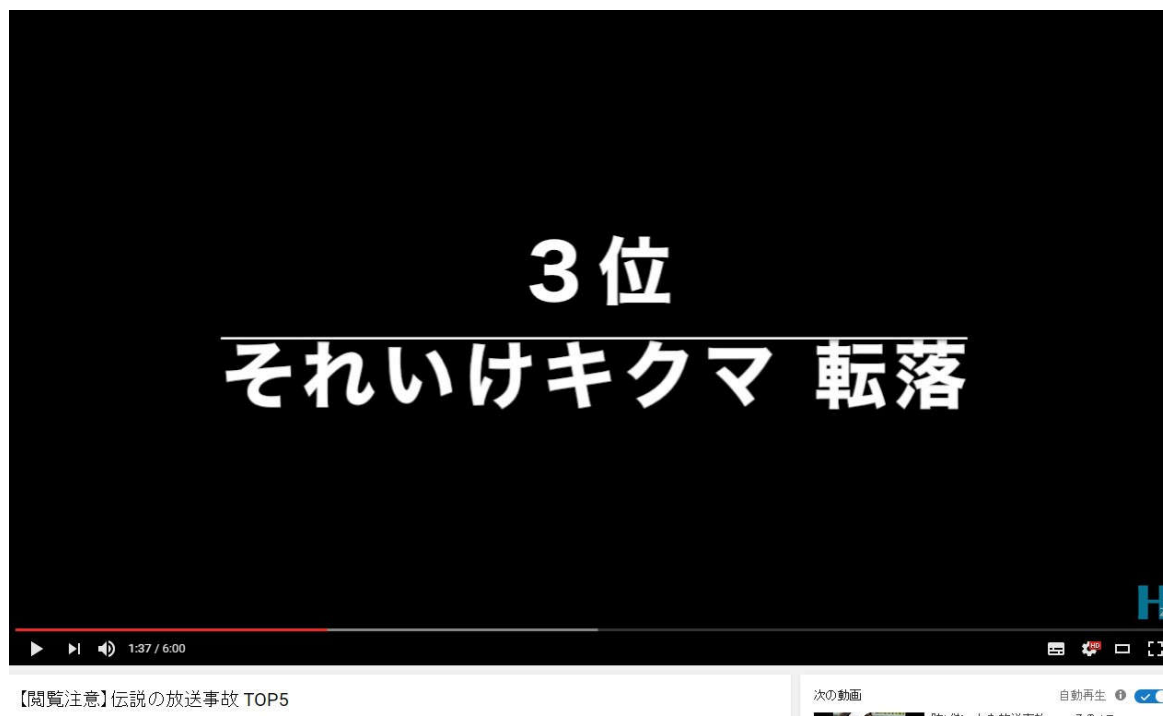 3位
それいけキクマ 転落
1:37 / 6:00
HD
【閲覧注意】伝説の放送事故 TOP5
次の動画
自動再生